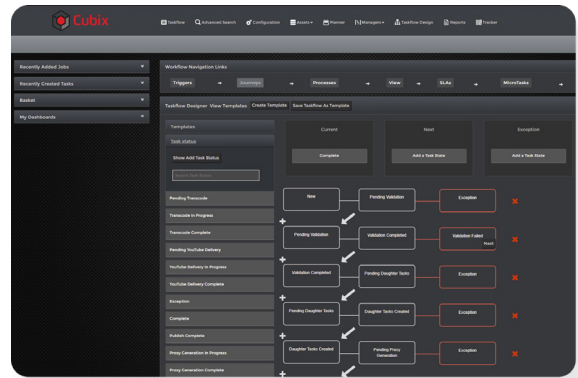 Cubix
Taskflow Advanced Search Configuration Assets Planner Managers Taskflow Design Reports Tracker
Recently Added Jobs
Recently Created Tasks
Basket
My Dashboards
Workflow Navigation Links
Triggers → → Processes → View → SLAs → MicroTasks →
Taskflow Designer View Templates Create Template Save Taskflow As Template
Templates
Task status
Show Add Task Status
Pending Transcode
Transcode In Progress
Transcode Complete
Pending YouTube Delivery
YouTube Delivery In Progress
YouTube Delivery Complete
Exception
Complete
Publish Complete
Proxy Generation In Progress
Proxy Generation Complete
Current Next Exception
Complete Add a Task State Add a Task State
New Pending Validation Exception
Pending Validation Validation Completed Validation Failed
Next
Validation Completed Pending Daughter Tasks Exception
Pending Daughter Tasks Daughter Tasks Created Exception
Daughter Tasks Created Pending Proxy Generation Exception